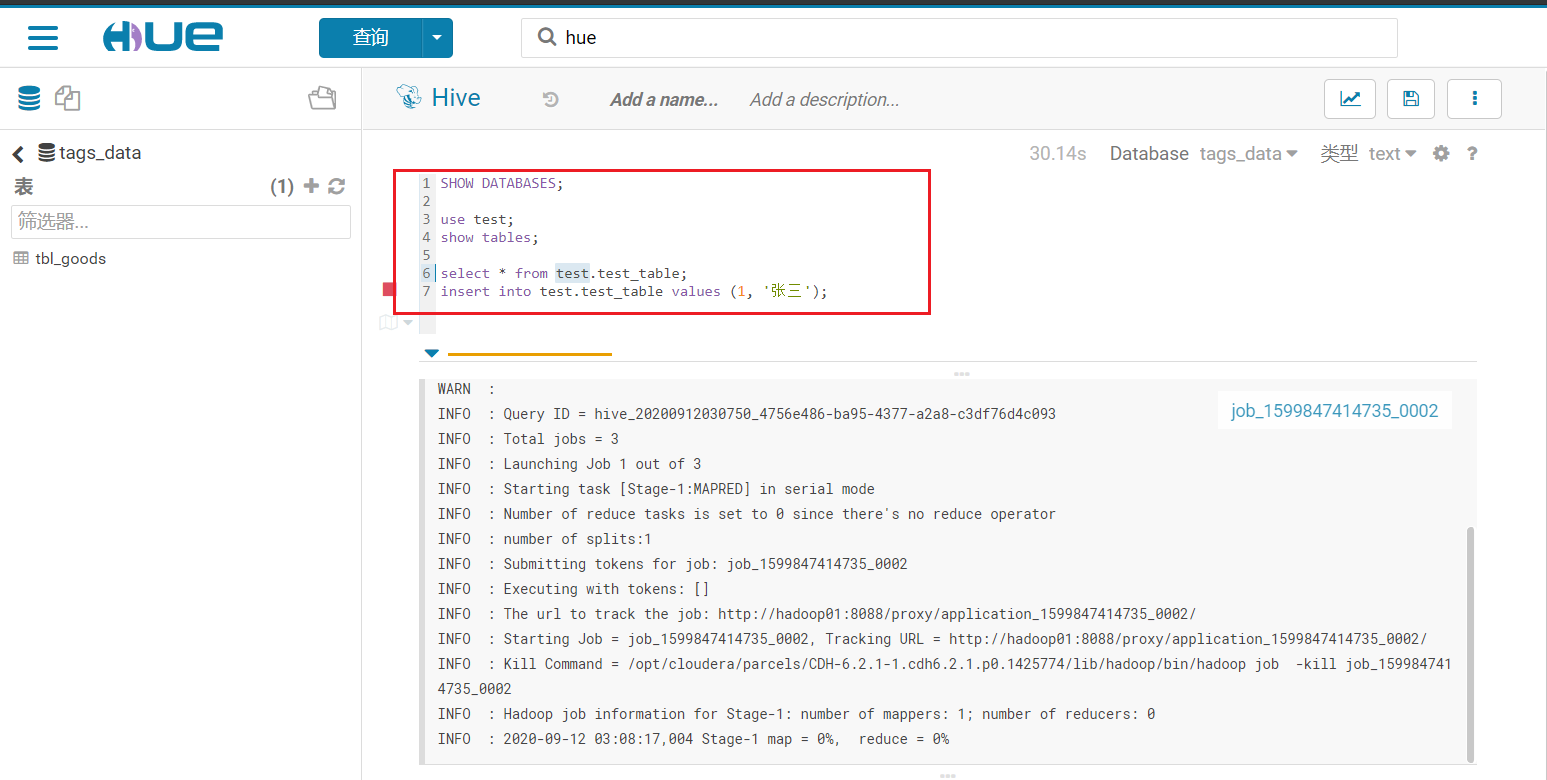 HUE
查询
hue
Hive
Add a name...
Add a description...
tags_data
30.14s
Database
tags_data
类型
text
?
表
(1)
筛选器...
tbl_goods
1 SHOW DATABASES;
2
3 use test;
4 show tables;
5
6 select * from test.test_table;
7 insert into test.test_table values (1, '张三');
WARN  :
INFO  : Query ID = hive_20200912030750_4756e486-ba95-4377-a2a8-c3df76d4c093
job_1599847414735_0002
INFO  : Total jobs = 3
INFO  : Launching Job 1 out of 3
INFO  : Starting task [Stage-1:MAPRED] in serial mode
INFO  : Number of reduce tasks is set to 0 since there's no reduce operator
INFO  : number of splits:1
INFO  : Submitting tokens for job: job_1599847414735_0002
INFO  : Executing with tokens: []
INFO  : The url to track the job: http://hadoop01:8088/proxy/application_1599847414735_0002/
INFO  : Starting Job = job_1599847414735_0002, Tracking URL = http://hadoop01:8088/proxy/application_1599847414735_0002/
INFO  : Kill Command = /opt/cloudera/parcels/CDH-6.2.1-1.cdh6.2.1.p0.1425774/lib/hadoop/bin/hadoop job  -kill job_159984741
4735_0002
INFO  : Hadoop job information for Stage-1: number of mappers: 1; number of reducers: 0
INFO  : 2020-09-12 03:08:17,004 Stage-1 map = 0%,  reduce = 0%